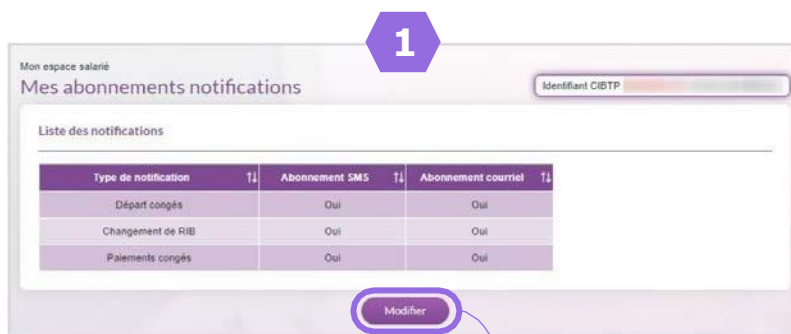 1
Mon espace salarié
Mes abonnements notifications
Identifiant CIBTP
Liste des notifications
Type de notification Abonnement SMS Abonnement courriel
Départ congés Oui Oui
Changement de RIB Oui Oui
Paiements congés Oui Oui
Modifier